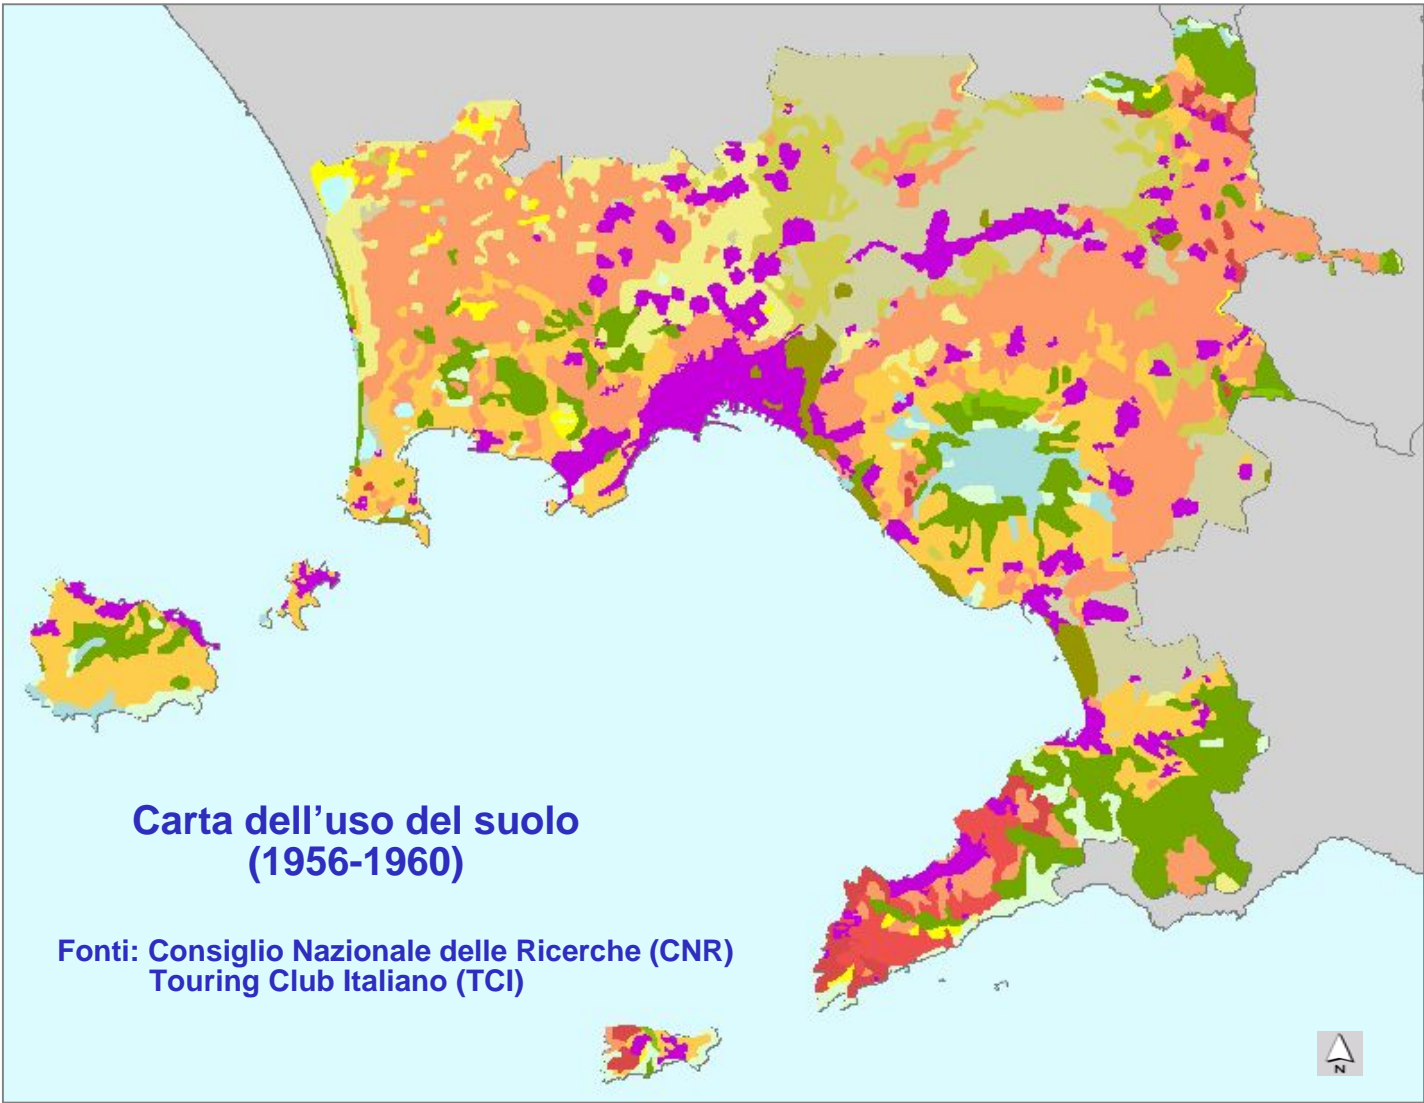 Carta dell’uso del suolo
(1956-1960)
Fonti: Consiglio Nazionale delle Ricerche (CNR)
Touring Club Italiano (TCI)
N